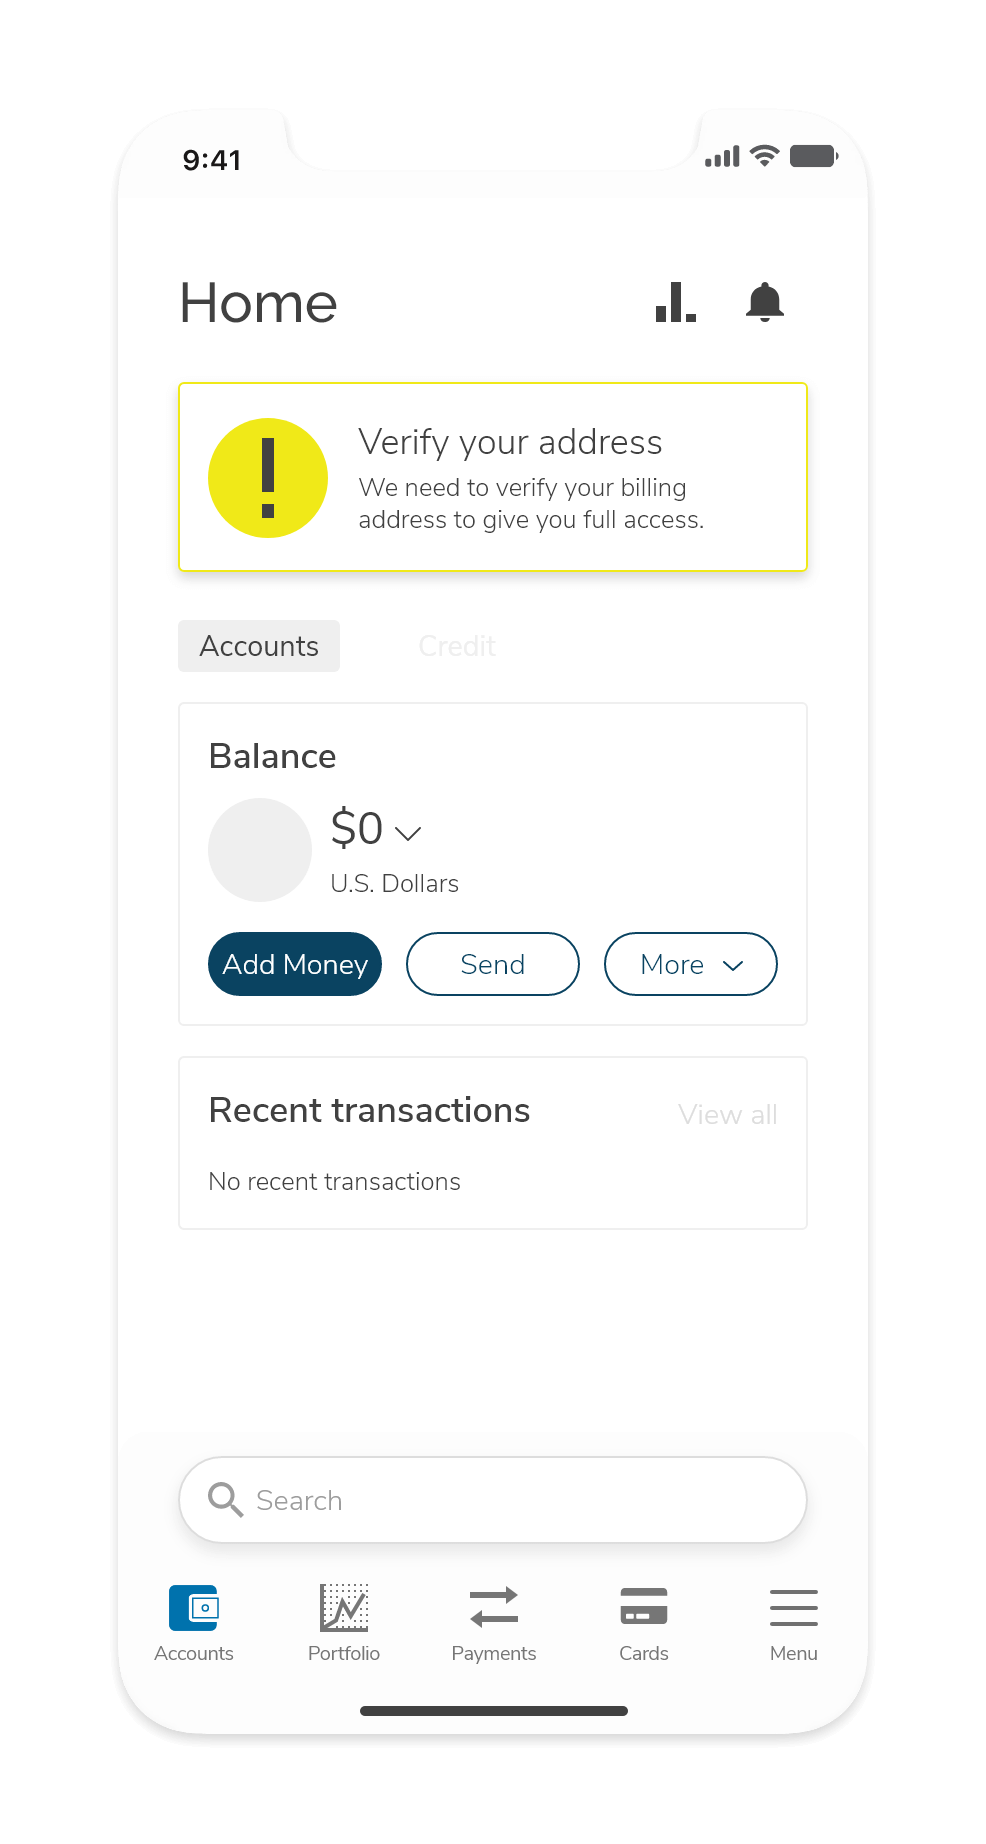 9:41
Home
Verify your address
We need to verify your billing
address to give you full access.
Accounts
Credit
Balance
$0
U.S. Dollars
Add Money
Send
More
Recent transactions
View all
No recent transactions
Search
Accounts
Portfolio
Payments
Cards
Menu